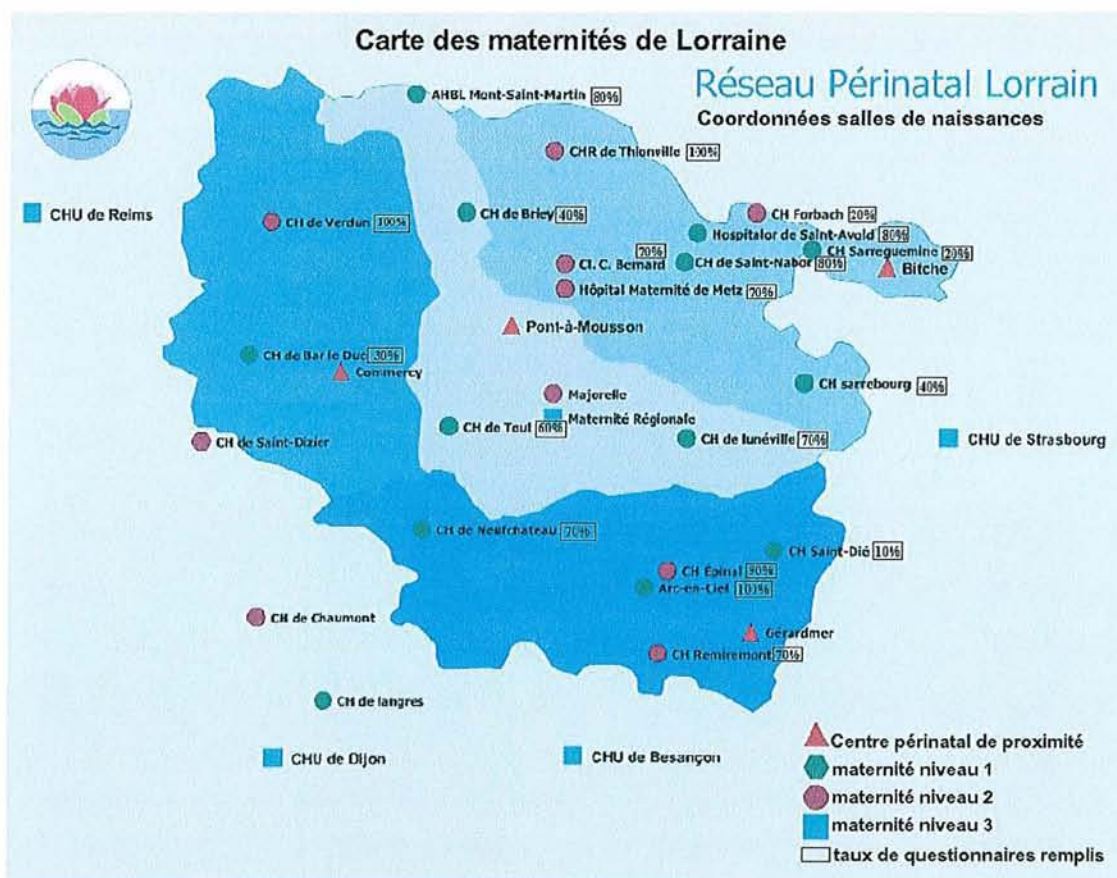 Carte des maternités de Lorraine
Réseau Périnatal Lorrain
Coordonnées salles de naissances
AHBL Mont-Saint-Martin 80%
CHR de Thionville 100%
CHU de Reims
CH de Verdun 100%
CH de Briey 40%
CH Forbach 20%
Hospitalor de Saint-Avold 80%
CH Sarreguemine 20%
70%
Cl. C. Bernard
CH de Saint-Nabor 80%
Bitche
Hôpital Maternité de Metz 70%
Pont-à-Mousson
CH de Bar le Duc 30%
Commercy
CH sarrebourg 40%
Majorelle
Maternité Régionale
CH de Toul 60%
CH de Saint-Dizier
CH de lunéville 70%
CHU de Strasbourg
CH de Neufchateau 70%
CH Saint-Dié 10%
CH Épinal 90%
Arc-en-Ciel 100%
CH de Chaumont
Gérardmer
CH Remiremont 70%
CH de langres
CHU de Dijon
CHU de Besançon
Centre périnatal de proximité
maternité niveau 1
maternité niveau 2
maternité niveau 3
taux de questionnaires remplis